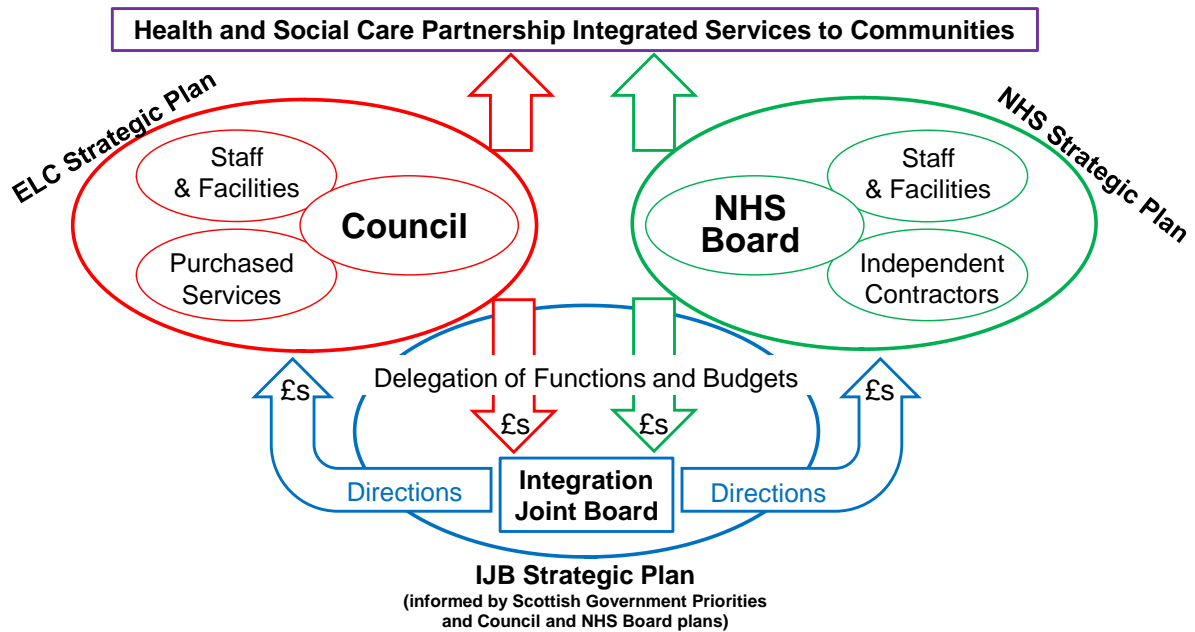 Health and Social Care Partnership Integrated Services to Communities
ELC Strategic Plan
Staff
& Facilities
Council
Purchased
Services
NHS Strategic Plan
Staff
& Facilities
NHS
Board
Independent
Contractors
Delegation of Functions and Budgets
£s
£s
£s
£s
Directions
Integration
Joint Board
Directions
IJB Strategic Plan
(informed by Scottish Government Priorities
and Council and NHS Board plans)